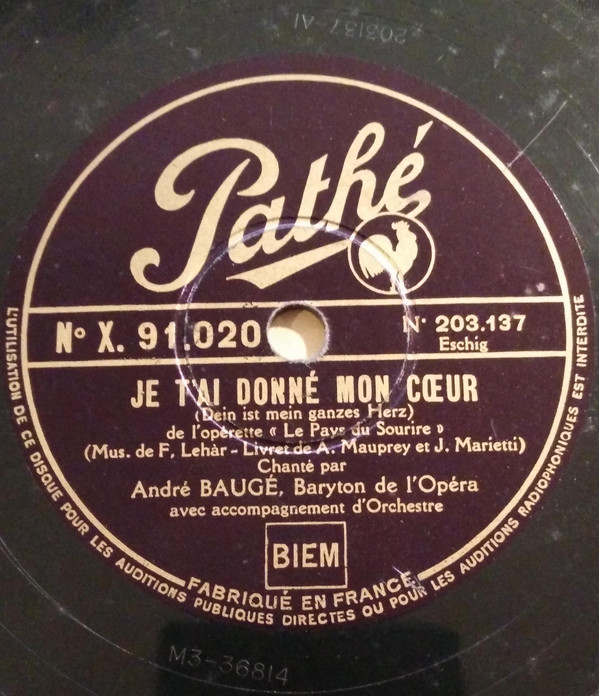 203137-A1
Pathé
Nº X. 91.020
N° 203.137
Eschig
JE T'AI DONNÉ MON CŒUR
(Dein ist mein ganzes Herz)
de l'opérette « Le Pays du Sourire »
(Mus. de F. Lehàr - Livret de A. Mauprey et J. Marietti)
Chanté par
André BAUGÉ, Baryton de l'Opéra
avec accompagnement d'Orchestre
BIEM
FABRIQUÉ EN FRANCE
L'UTILISATION DE CE DISQUE POUR LES AUDITIONS PUBLIQUES DIRECTES OU POUR LES AUDITIONS RADIOPHONIQUES EST INTERDITE
M3-36814